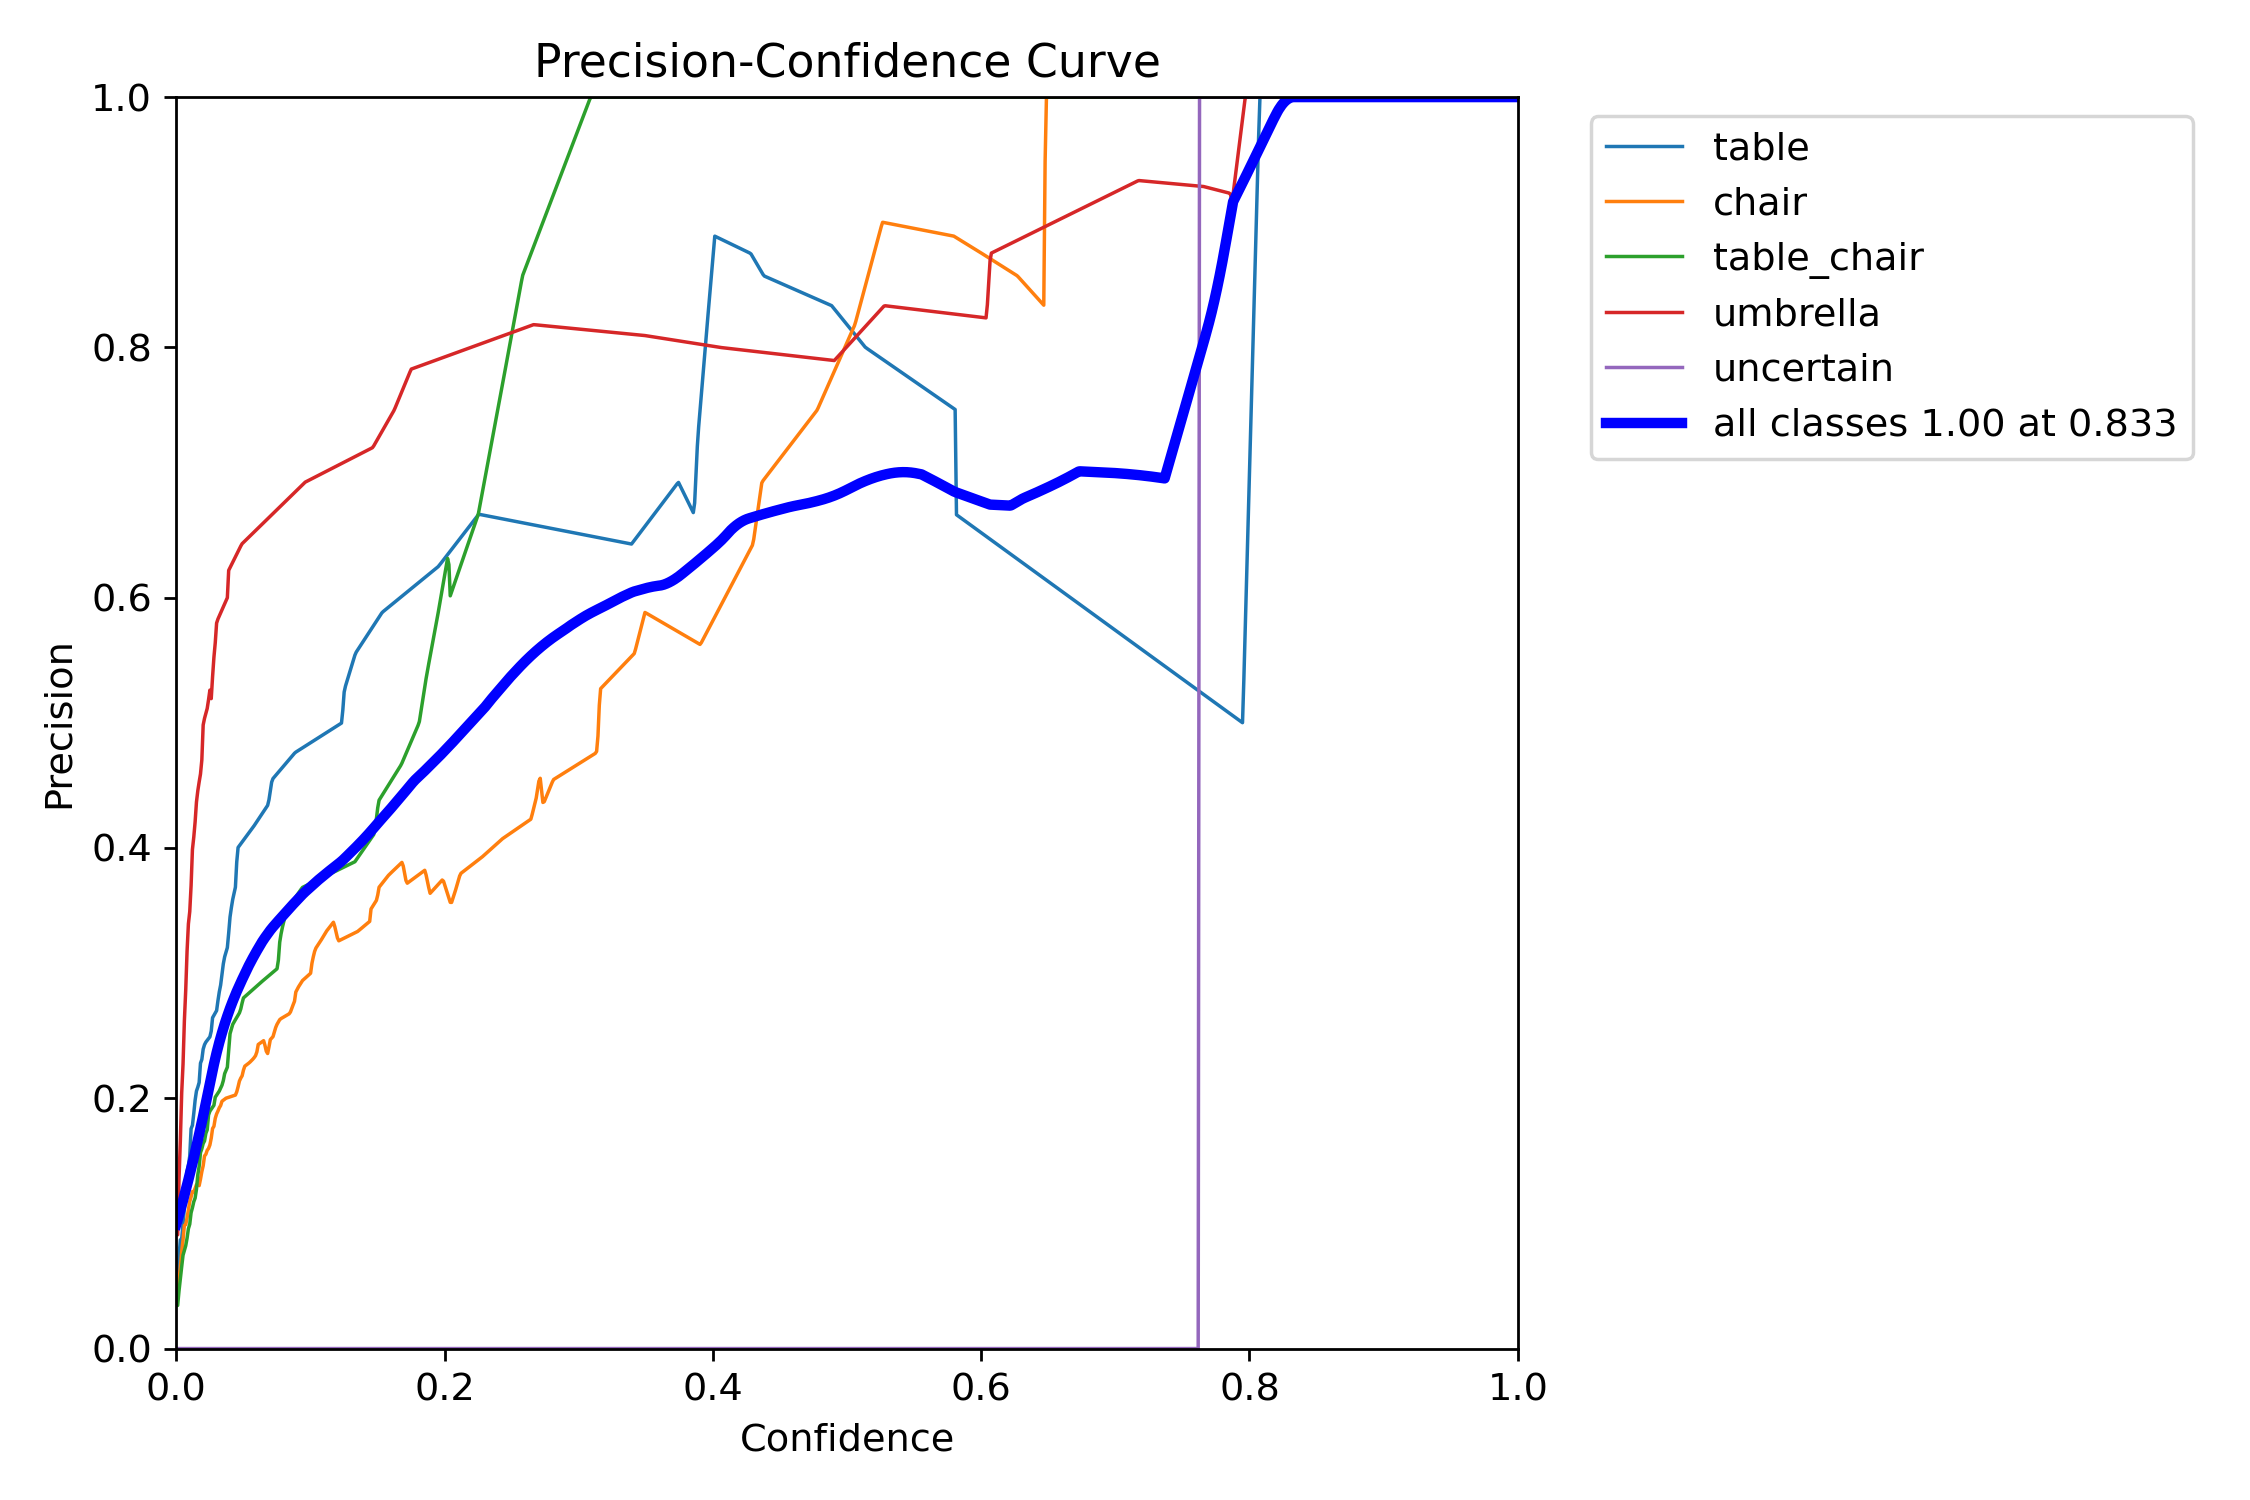 Precision-Confidence Curve
1.0
0.8
0.6
0.4
0.2
0.0
Precision
0.0 0.2 0.4 0.6 0.8 1.0
Confidence
table
chair
table_chair
umbrella
uncertain
all classes 1.00 at 0.833